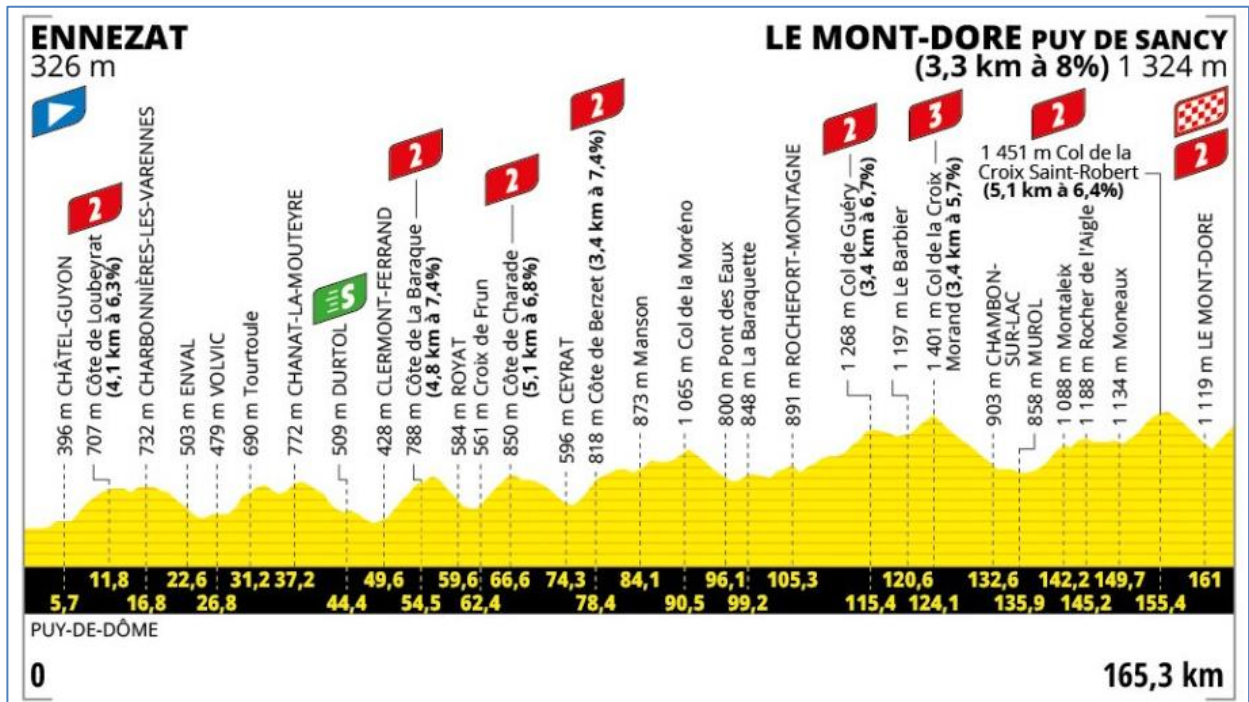 ENNEZAT
326 m
LE MONT-DORE PUY DE SANCY
(3,3 km à 8%) 1 324 m
396 m CHÂTEL-GUYON
2
707 m Côte de Loubeyrat
(4,1 km à 6,3%)
732 m CHARBONNIÈRES-LES-VARENNES
503 m ENVAL
479 m VOLVIC
690 m Tourtoule
772 m CHANAT-LA-MOUTEYRE
S
509 m DURTOL
428 m CLERMONT-FERRAND
2
788 m Côte de La Baraque
(4,8 km à 7,4%)
584 m ROYAT
561 m Croix de Frun
2
850 m Côte de Charade
(5,1 km à 6,8%)
596 m CEYRAT
2
818 m Côte de Berzet (3,4 km à 7,4%)
873 m Manson
1 065 m Col de la Moréno
800 m Pont des Eaux
848 m La Baraquette
891 m ROCHEFORT-MONTAGNE
2
1 268 m Col de Guéry
(3,4 km à 6,7%)
1 197 m Le Barbier
3
1 401 m Col de la Croix
Morand (3,4 km à 5,7%)
903 m CHAMBON-
SUR-LAC
858 m MUROL
1 088 m Montaleix
1 188 m Rocher de l'Aigle
1 134 m Moneaux
2
1 451 m Col de la
Croix Saint-Robert
(5,1 km à 6,4%)
1 119 m LE MONT-DORE
2
11,8 22,6 31,2 37,2 49,6 59,6 66,6 74,3 84,1 96,1 105,3 120,6 132,6 142,2 149,7 161
5,7 16,8 26,8 44,4 54,5 62,4 78,4 90,5 99,2 115,4 124,1 135,9 145,2 155,4
PUY-DE-DÔME
0
165,3 km